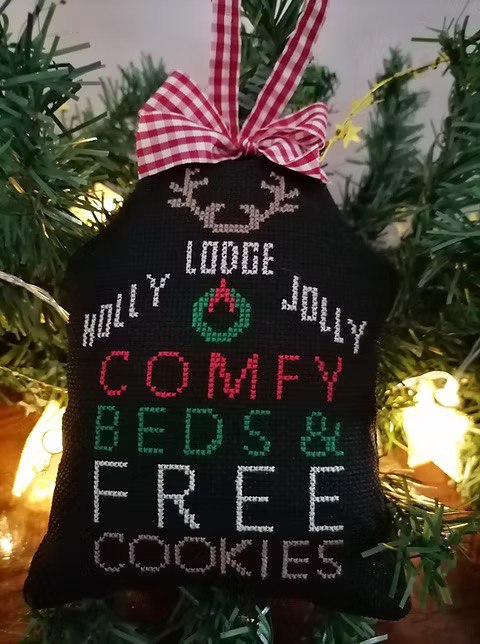 LODGE
HOLLY JOLLY
COMFY
BEDS &
FREE
COOKIES